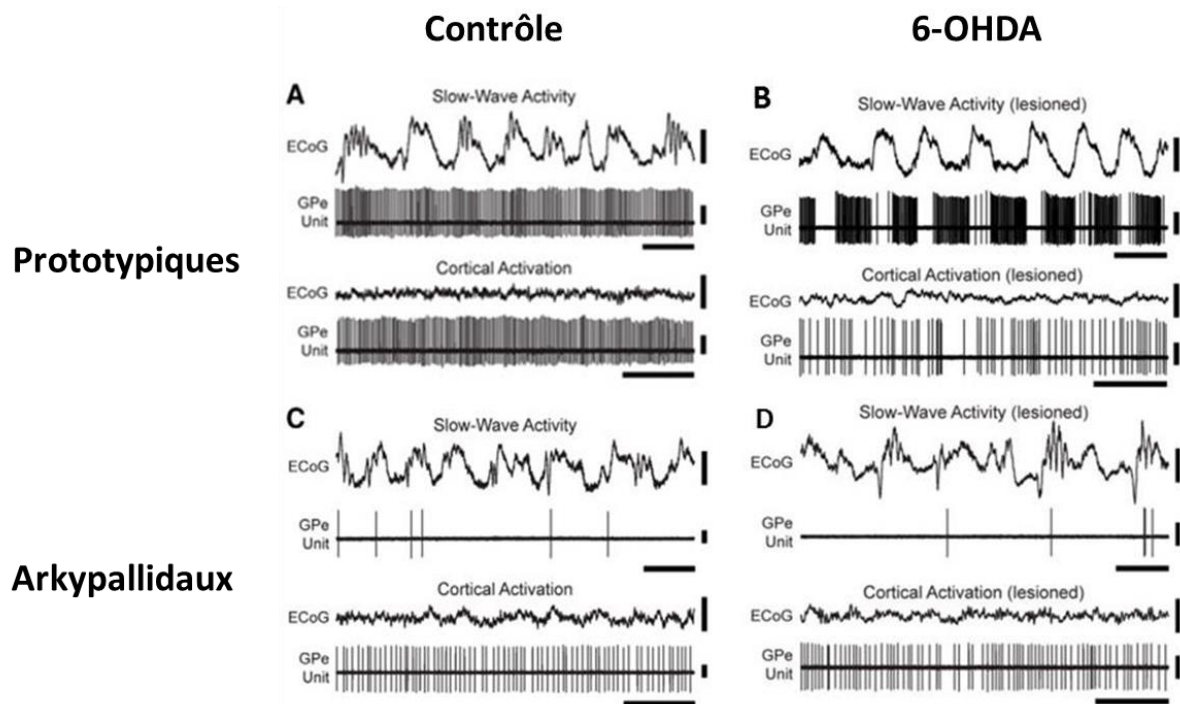 Contrôle
6-OHDA
A
Slow-Wave Activity
ECoG
GPe
Unit
Cortical Activation
ECoG
GPe
Unit
B
Slow-Wave Activity (lesioned)
ECoG
GPe
Unit
Cortical Activation (lesioned)
ECoG
GPe
Unit
Prototypiques
C
Slow-Wave Activity
ECoG
GPe
Unit
Cortical Activation
ECoG
GPe
Unit
D
Slow-Wave Activity (lesioned)
ECoG
GPe
Unit
Cortical Activation (lesioned)
ECoG
GPe
Unit
Arkypallidaux